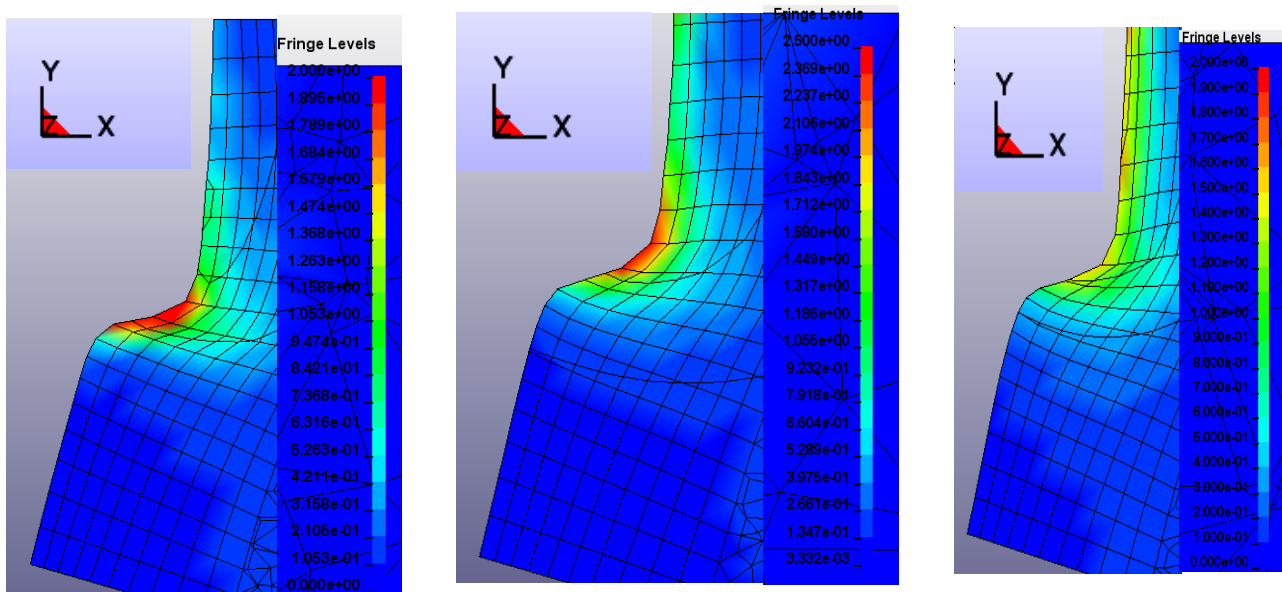 Fringe Levels
2.000e+00
1.895e+00
1.789e+00
1.684e+00
1.579e+00
1.474e+00
1.368e+00
1.263e+00
1.158e+00
1.053e+00
9.474e-01
8.421e-01
7.368e-01
6.316e-01
5.263e-01
4.211e-01
3.158e-01
2.105e-01
1.053e-01
0.000e+00
Y
Z
X
Fringe Levels
2.500e+00
2.369e+00
2.237e+00
2.106e+00
1.974e+00
1.843e+00
1.712e+00
1.580e+00
1.449e+00
1.317e+00
1.186e+00
1.055e+00
9.232e-01
7.918e-01
6.604e-01
5.289e-01
3.975e-01
2.661e-01
1.347e-01
3.332e-03
Y
Z
X
Fringe Levels
2.000e+00
1.900e+00
1.800e+00
1.700e+00
1.600e+00
1.500e+00
1.400e+00
1.300e+00
1.200e+00
1.100e+00
1.000e+00
9.000e-01
8.000e-01
7.000e-01
6.000e-01
5.000e-01
4.000e-01
3.000e-01
2.000e-01
1.000e-01
0.000e+00
Y
Z
X